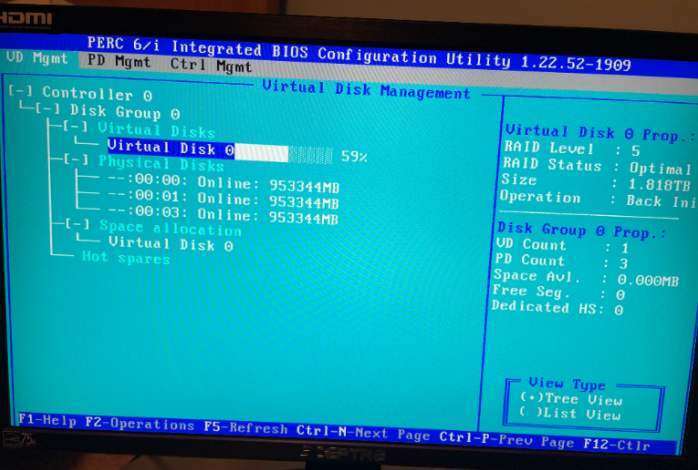 HDMI
PERC 6/i Integrated BIOS Configuration Utility 1.22.52-1909
VD Mgmt PD Mgmt Ctrl Mgmt
Virtual Disk Management
[-] Controller 0
[-] Disk Group 0
[-] Virtual Disks
Virtual Disk 0 59%
[-] Physical Disks
--:00:00: Online: 953344MB
--:00:01: Online: 953344MB
--:00:03: Online: 953344MB
[-] Space allocation
Virtual Disk 0
Hot spares
Virtual Disk 0 Prop.:
RAID Level : 5
RAID Status : Optimal
Size : 1.818TB
Operation : Back Ini
Disk Group 0 Prop.:
VD Count : 1
PD Count : 3
Space Avl. : 0.000MB
Free Seg. : 0
Dedicated HS: 0
View Type
(•)Tree View
( )List View
F1-Help F2-Operations F5-Refresh Ctrl-N-Next Page Ctrl-P-Prev Page F12-Ctlr
75
SCEPTRE